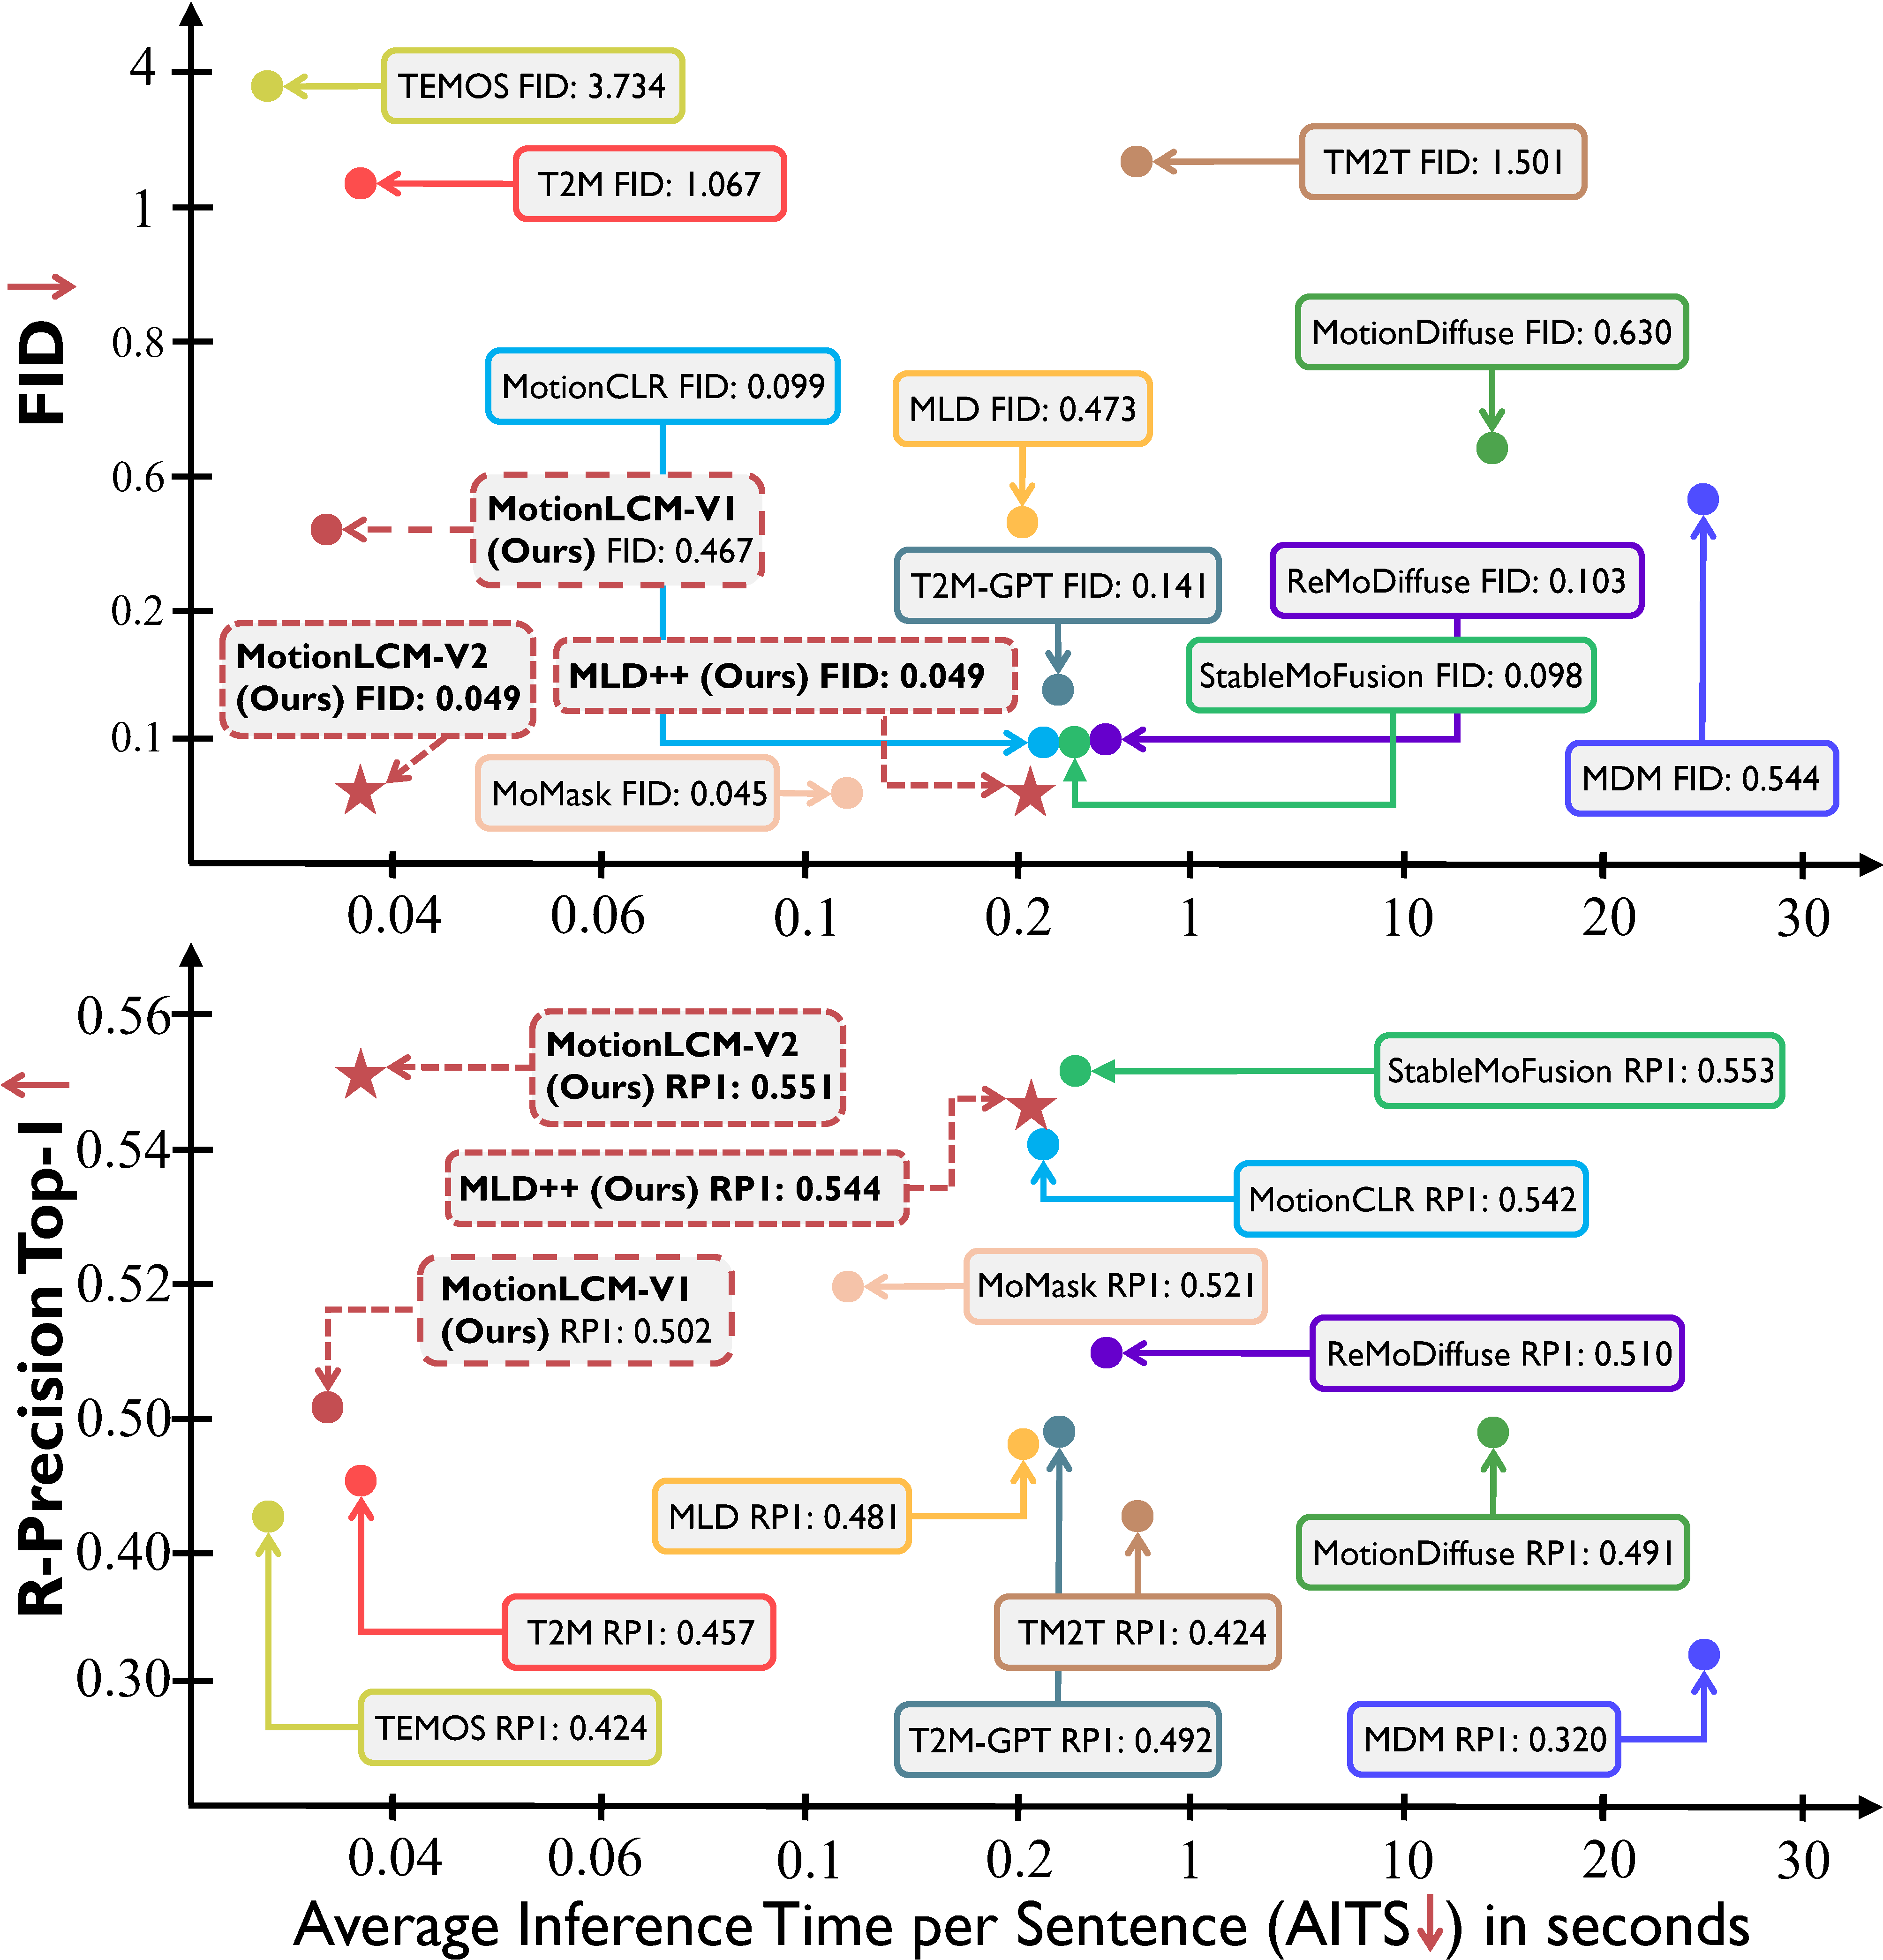 FID ↓
4
1
0.8
0.6
0.2
0.1
TEMOS FID: 3.734
T2M FID: 1.067
TM2T FID: 1.501
MotionDiffuse FID: 0.630
MotionCLR FID: 0.099
MLD FID: 0.473
MotionLCM-V1
(Ours) FID: 0.467
T2M-GPT FID: 0.141
ReMoDiffuse FID: 0.103
MotionLCM-V2
(Ours) FID: 0.049
MLD++ (Ours) FID: 0.049
StableMoFusion FID: 0.098
MoMask FID: 0.045
MDM FID: 0.544
0.04 0.06 0.1 0.2 1 10 20 30
R-Precision Top-1 ↑
0.56
0.54
0.52
0.50
0.40
0.30
MotionLCM-V2
(Ours) RP1: 0.551
StableMoFusion RP1: 0.553
MLD++ (Ours) RP1: 0.544
MotionCLR RP1: 0.542
MotionLCM-V1
(Ours) RP1: 0.502
MoMask RP1: 0.521
ReMoDiffuse RP1: 0.510
MLD RP1: 0.481
MotionDiffuse RP1: 0.491
T2M RP1: 0.457
TM2T RP1: 0.424
TEMOS RP1: 0.424
T2M-GPT RP1: 0.492
MDM RP1: 0.320
0.04 0.06 0.1 0.2 1 10 20 30
Average Inference Time per Sentence (AITS↓) in seconds